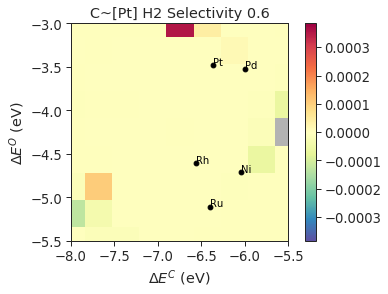 C~[Pt] H2 Selectivity 0.6
ΔE^O (eV)
−3.0
−3.5
−4.0
−4.5
−5.0
−5.5
Pt
Pd
Rh
Ni
Ru
−8.0 −7.5 −7.0 −6.5 −6.0 −5.5
ΔE^C (eV)
0.0003
0.0002
0.0001
0.0000
−0.0001
−0.0002
−0.0003